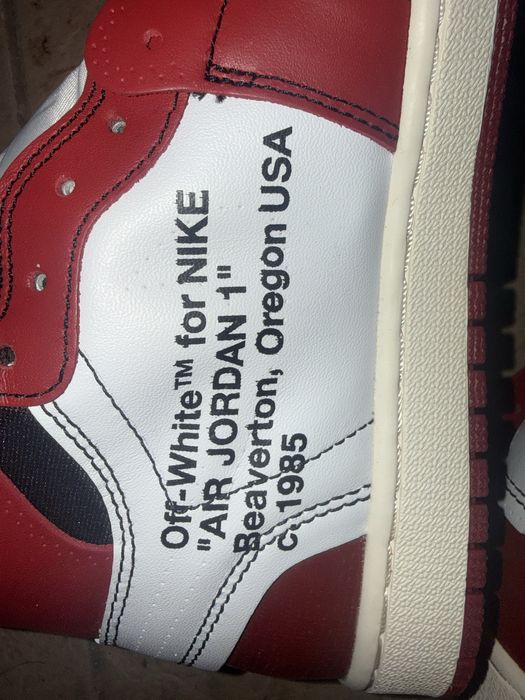 Off-White™ for NIKE
"AIR JORDAN 1"
Beaverton, Oregon USA
c. 1985